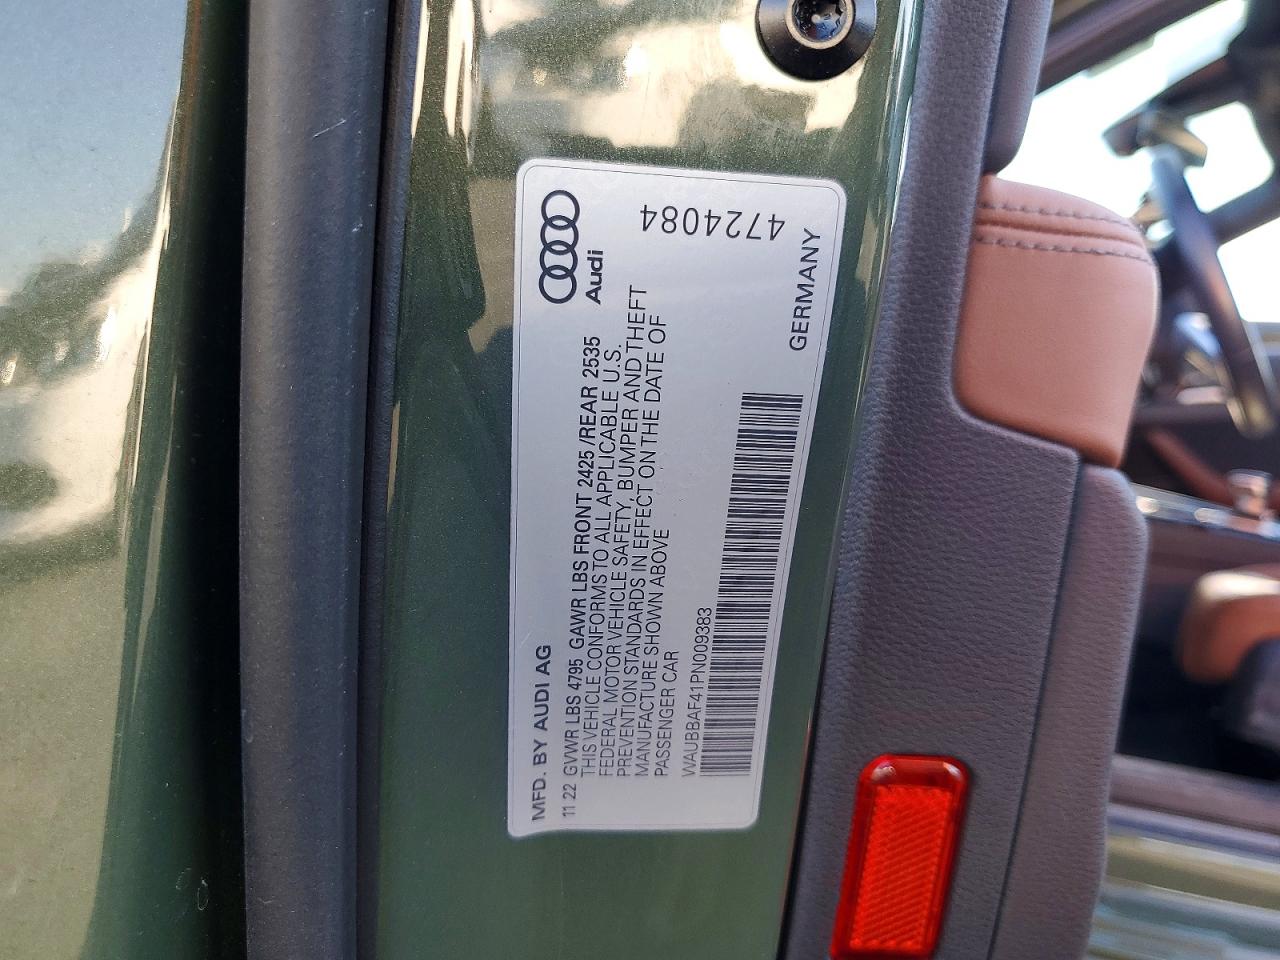 MFD. BY AUDI AG
Audi
11 22 GVWR LBS 4795 GAWR LBS FRONT 2425 /REAR 2535
THIS VEHICLE CONFORMS TO ALL APPLICABLE U.S.
FEDERAL MOTOR VEHICLE SAFETY, BUMPER AND THEFT
PREVENTION STANDARDS IN EFFECT ON THE DATE OF
MANUFACTURE SHOWN ABOVE
PASSENGER CAR
WAUBBAF41PN009383
GERMANY
4724084